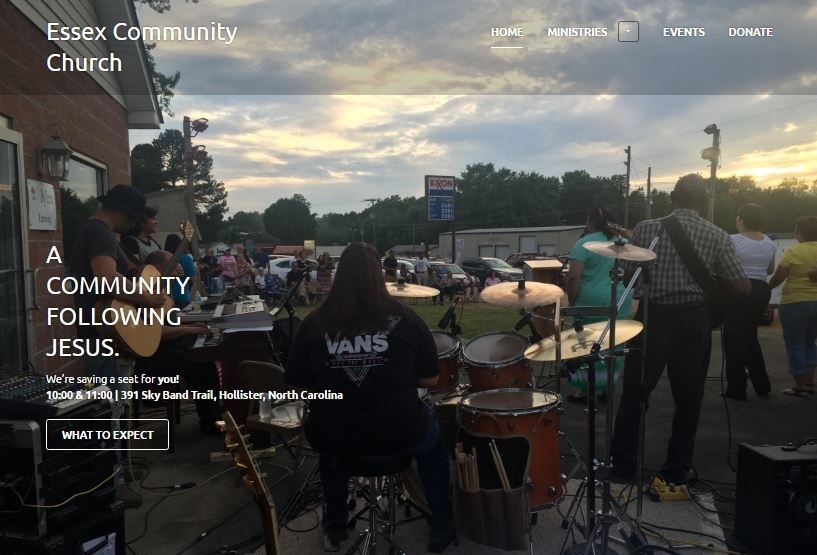 Essex Community
Church
HOME MINISTRIES EVENTS DONATE
EXXON
VANS
A
COMMUNITY
FOLLOWING
JESUS.
We're saving a seat for you!
10:00 & 11:00 | 391 Sky Band Trail, Hollister, North Carolina
WHAT TO EXPECT